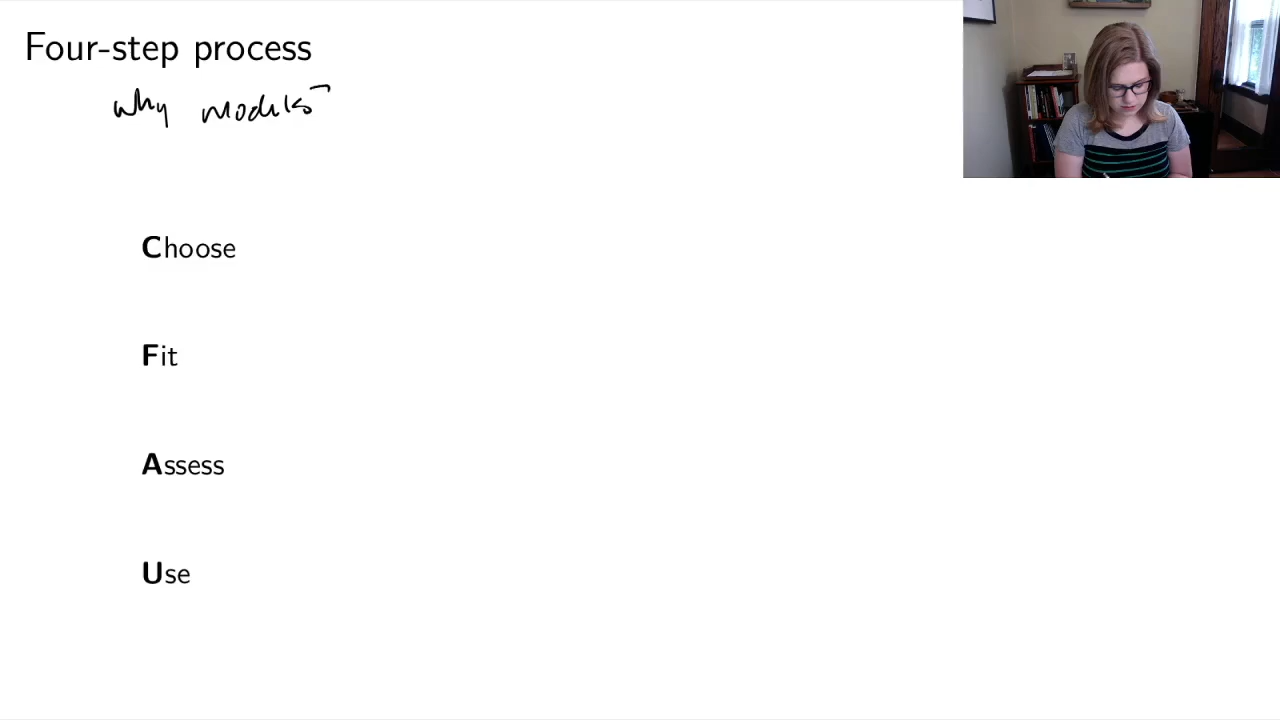 Four-step process
why models
Choose
Fit
Assess
Use